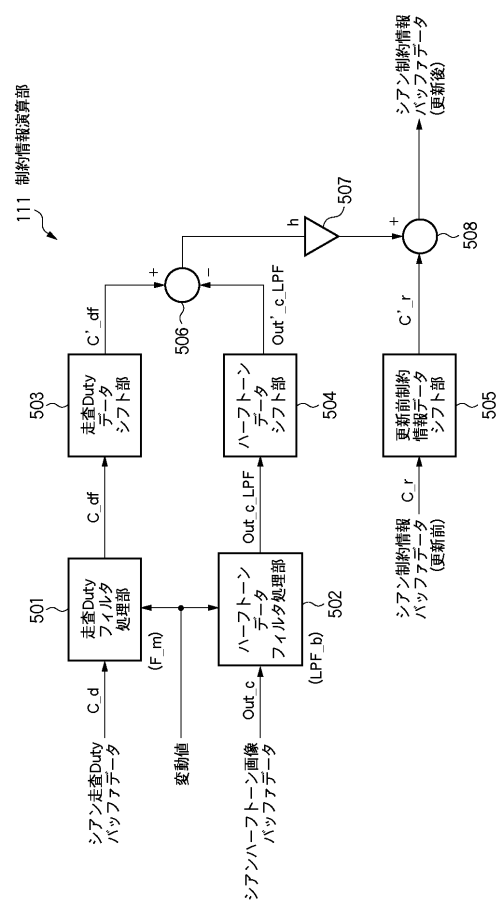 111 制約情報演算部
シアン走査Duty
バッファデータ
C_d
501
走査Duty
フィルタ
処理部
(F_m)
C_df
503
走査Duty
データ
シフト部
C’_df
+
−
506
変動値
シアンハーフトーン画像
バッファデータ
Out_c
502
ハーフトーン
データ
フィルタ処理部
(LPF_b)
Out_c_LPF
504
ハーフトーン
データ
シフト部
Out’_c_LPF
h
507
シアン制約情報
バッファデータ
(更新前)
C_r
505
更新前制約
情報データ
シフト部
C’_r
+
508
シアン制約情報
バッファデータ
(更新後)